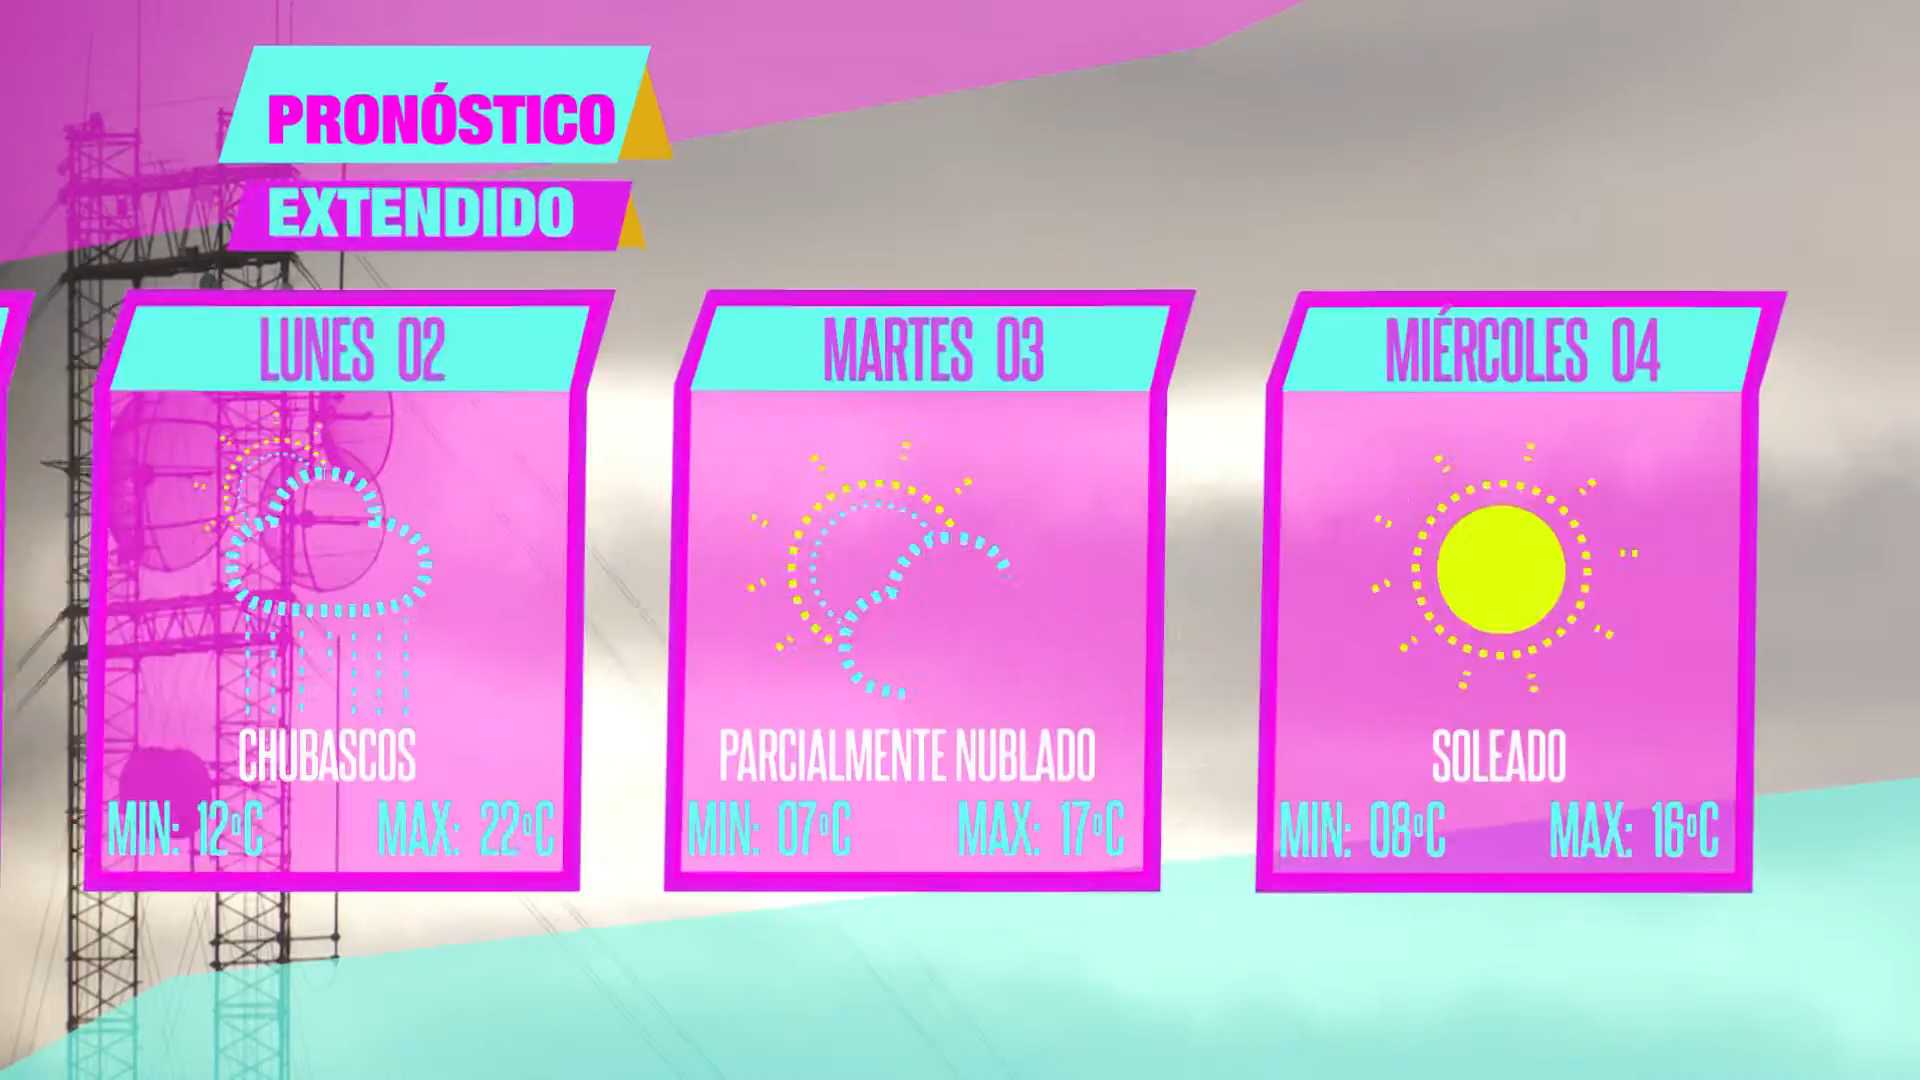 PRONÓSTICO
EXTENDIDO
LUNES 02
CHUBASCOS
MIN: 12ºC MAX: 22ºC
MARTES 03
PARCIALMENTE NUBLADO
MIN: 07ºC MAX: 17ºC
MIÉRCOLES 04
SOLEADO
MIN: 08ºC MAX: 16ºC